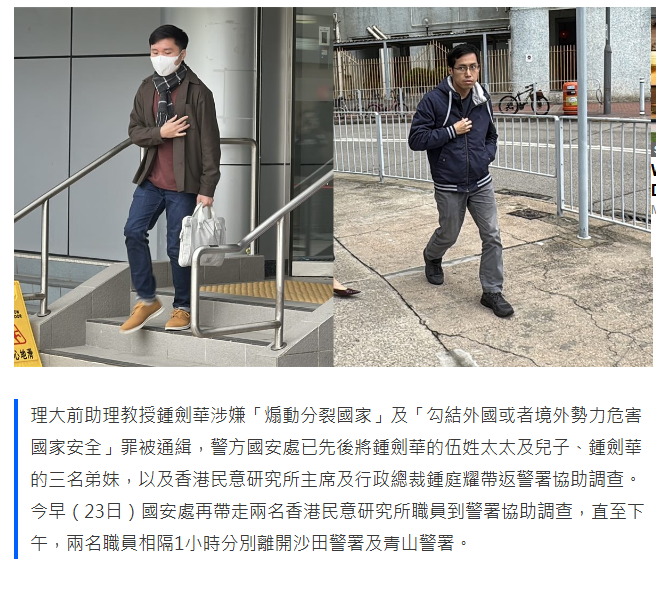 心地滑
W
D
理大前助理教授鍾劍華涉嫌「煽動分裂國家」及「勾結外國或者境外勢力危害
國家安全」罪被通緝，警方國安處已先後將鍾劍華的伍姓太太及兒子、鍾劍華
的三名弟妹，以及香港民意研究所主席及行政總裁鍾庭耀帶返警署協助調查。
今早（23日）國安處再帶走兩名香港民意研究所職員到警署協助調查，直至下
午，兩名職員相隔1小時分別離開沙田警署及青山警署。